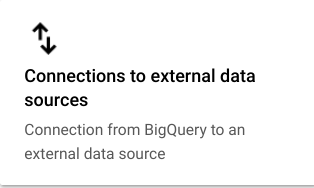 Connections to external data
sources
Connection from BigQuery to an
external data source